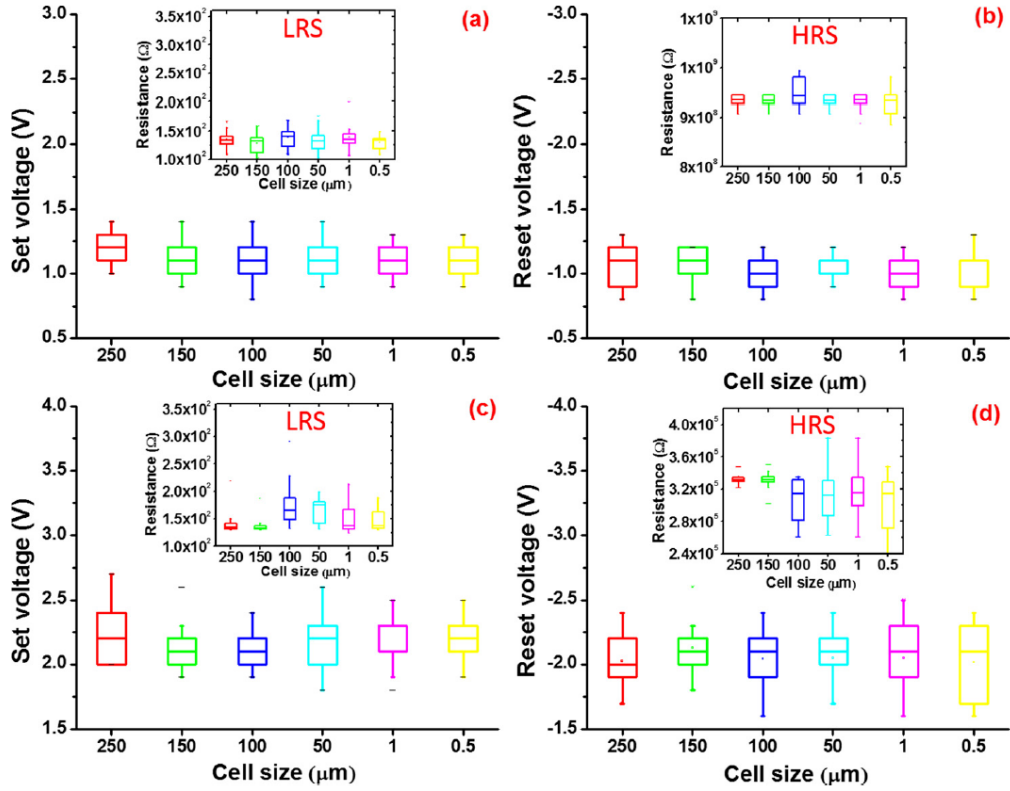 (a)
LRS
Resistance (Ω)
3.5x10²
3.0x10²
2.5x10²
2.0x10²
1.5x10²
1.0x10²
250 150 100 50 1 0.5
Cell size (μm)
Set voltage (V)
3.0
2.5
2.0
1.5
1.0
0.5
250 150 100 50 1 0.5
Cell size (μm)
(b)
HRS
Resistance (Ω)
1x10⁹
9x10⁸
8x10⁸
250 150 100 50 1 0.5
Cell size (μm)
Reset voltage (V)
-3.0
-2.5
-2.0
-1.5
-1.0
-0.5
250 150 100 50 1 0.5
Cell size (μm)
(c)
LRS
Resistance (Ω)
3.5x10²
3.0x10²
2.5x10²
2.0x10²
1.5x10²
1.0x10²
250 150 100 50 1 0.5
Cell size (μm)
Set voltage (V)
4.0
3.5
3.0
2.5
2.0
1.5
250 150 100 50 1 0.5
Cell size (μm)
(d)
HRS
Resistance (Ω)
4.0x10⁵
3.6x10⁵
3.2x10⁵
2.8x10⁵
2.4x10⁵
250 150 100 50 1 0.5
Cell size (μm)
Reset voltage (V)
-4.0
-3.5
-3.0
-2.5
-2.0
-1.5
250 150 100 50 1 0.5
Cell size (μm)